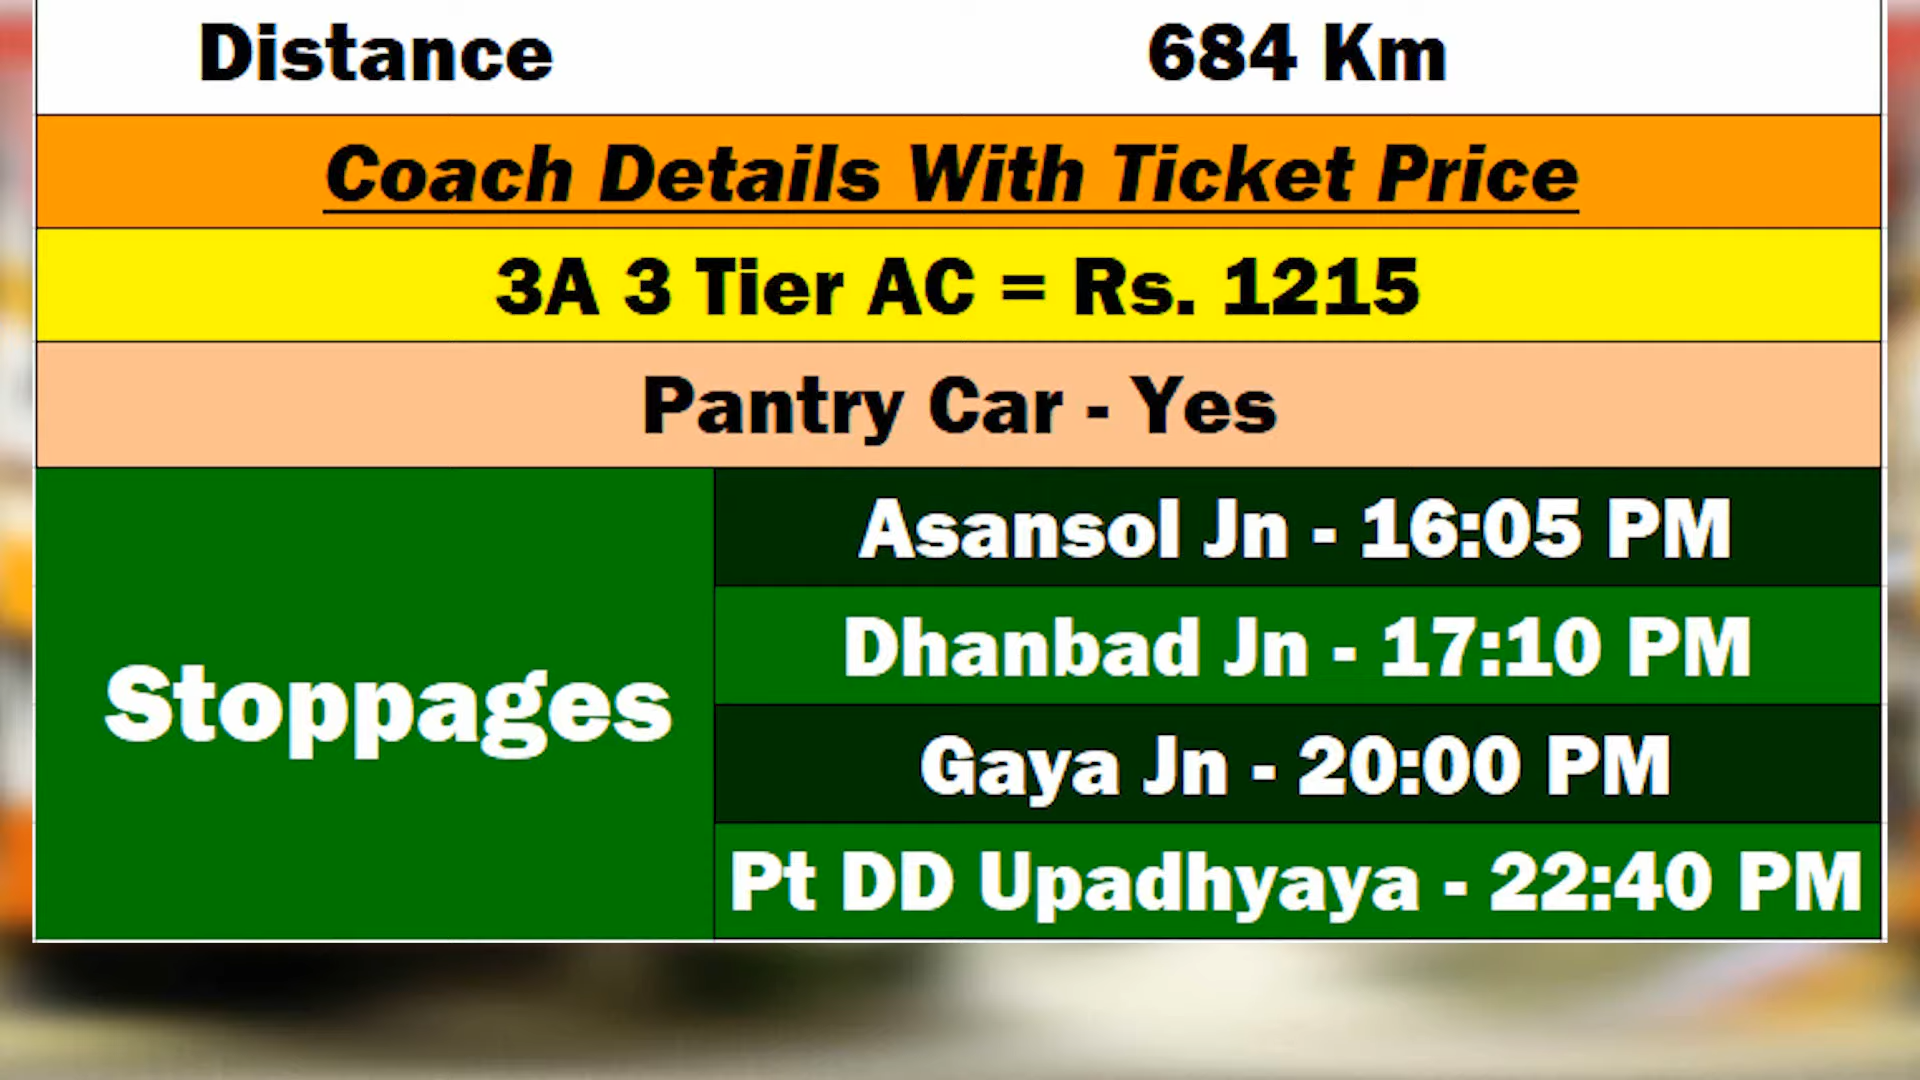 Distance 684 Km
Coach Details With Ticket Price
3A 3 Tier AC = Rs. 1215
Pantry Car - Yes
Stoppages
Asansol Jn - 16:05 PM
Dhanbad Jn - 17:10 PM
Gaya Jn - 20:00 PM
Pt DD Upadhyaya - 22:40 PM